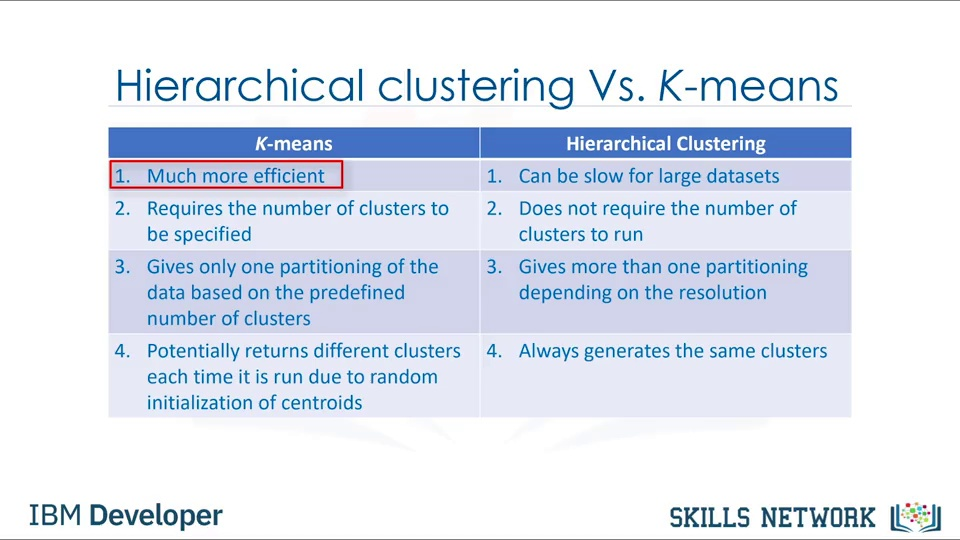 Hierarchical clustering Vs. K-means
K-means
Hierarchical Clustering
1. Much more efficient
1. Can be slow for large datasets
2. Requires the number of clusters to
be specified
2. Does not require the number of
clusters to run
3. Gives only one partitioning of the
data based on the predefined
number of clusters
3. Gives more than one partitioning
depending on the resolution
4. Potentially returns different clusters
each time it is run due to random
initialization of centroids
4. Always generates the same clusters
IBM Developer
SKILLS NETWORK